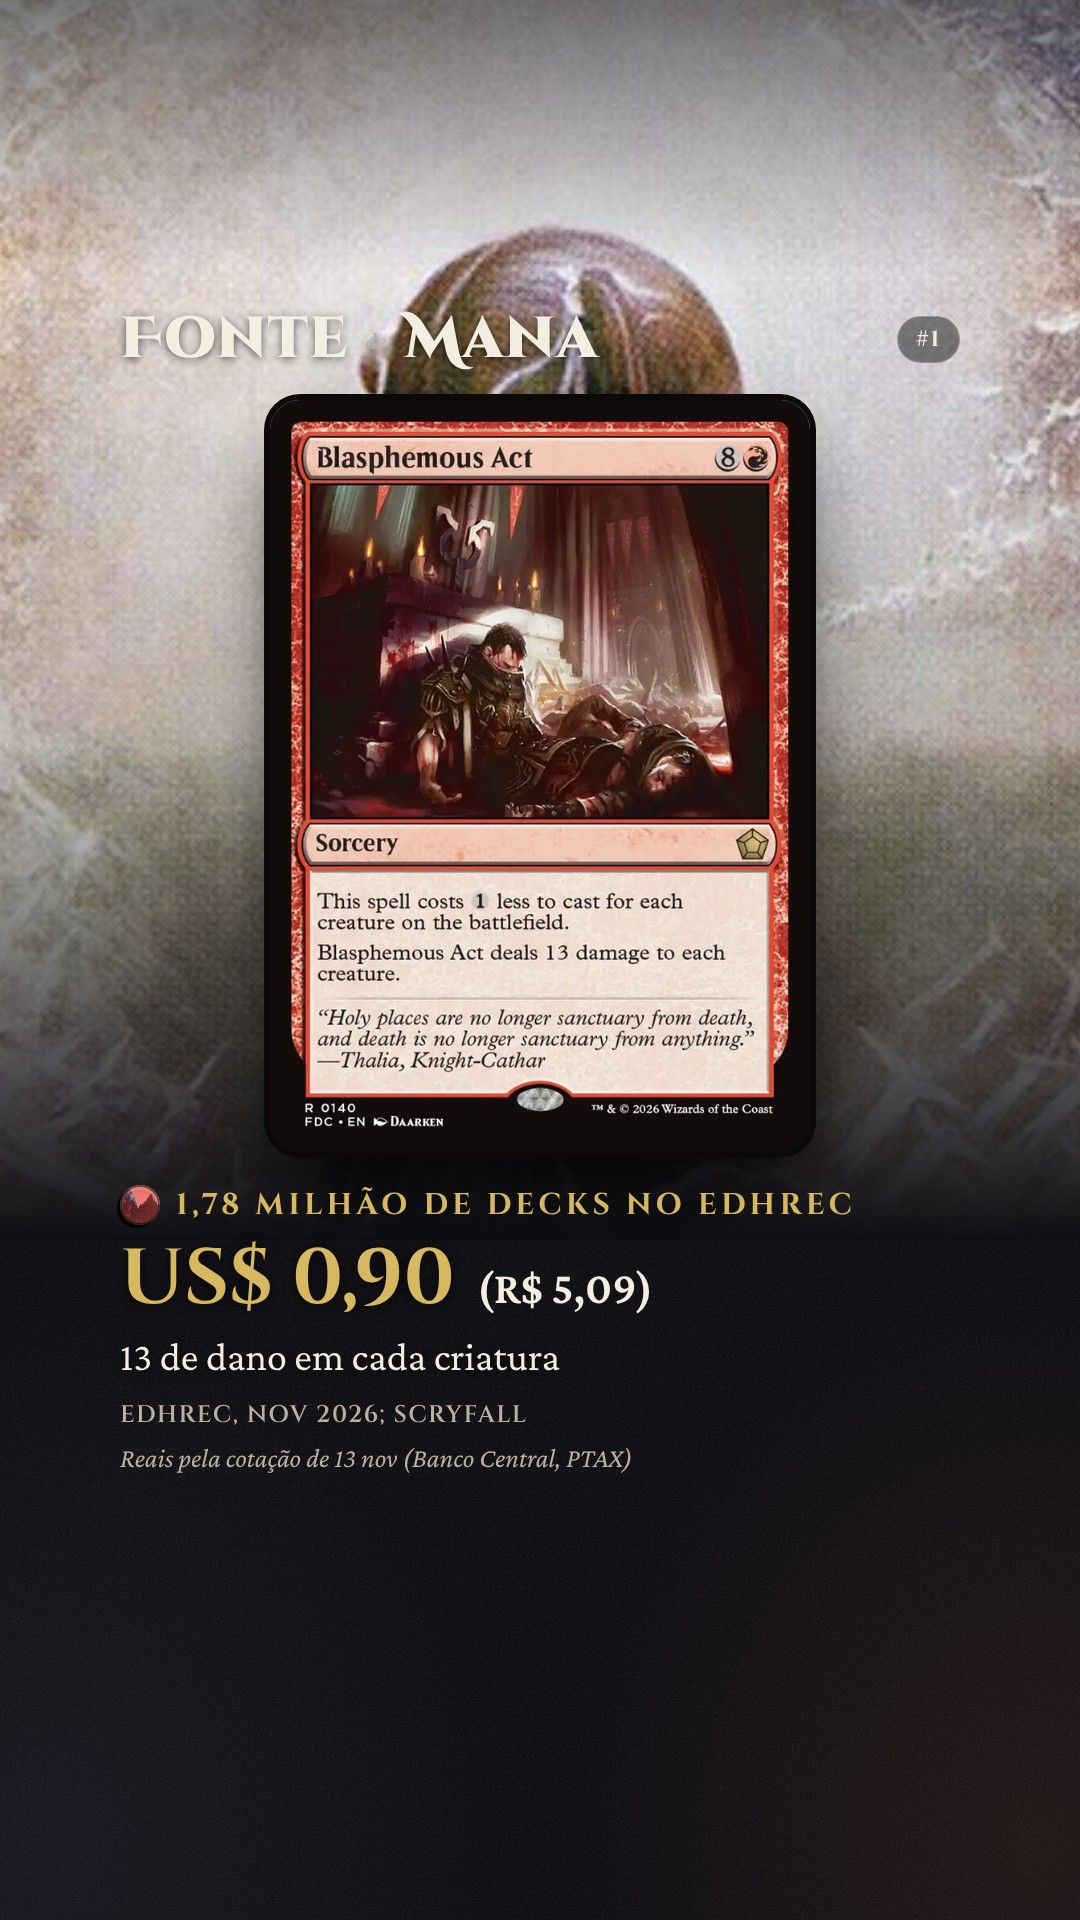 FONTE MANA
#1
Blasphemous Act
8
Sorcery
This spell costs 1 less to cast for each
creature on the battlefield.
Blasphemous Act deals 13 damage to each
creature.
“Holy places are no longer sanctuary from death,
and death is no longer sanctuary from anything.”
—Thalia, Knight-Cathar
R 0140
FDC • EN DAARKEN
™ & © 2026 Wizards of the Coast
1,78 MILHÃO DE DECKS NO EDHREC
US$ 0,90 (R$ 5,09)
13 de dano em cada criatura
EDHREC, NOV 2026; SCRYFALL
Reais pela cotação de 13 nov (Banco Central, PTAX)